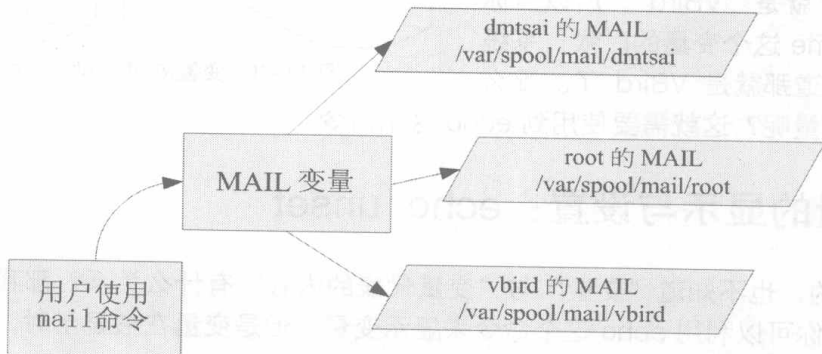 dmtsai 的 MAIL
/var/spool/mail/dmtsai
MAIL 变量
root 的 MAIL
/var/spool/mail/root
用户使用
mail命令
vbird 的 MAIL
/var/spool/mail/vbird